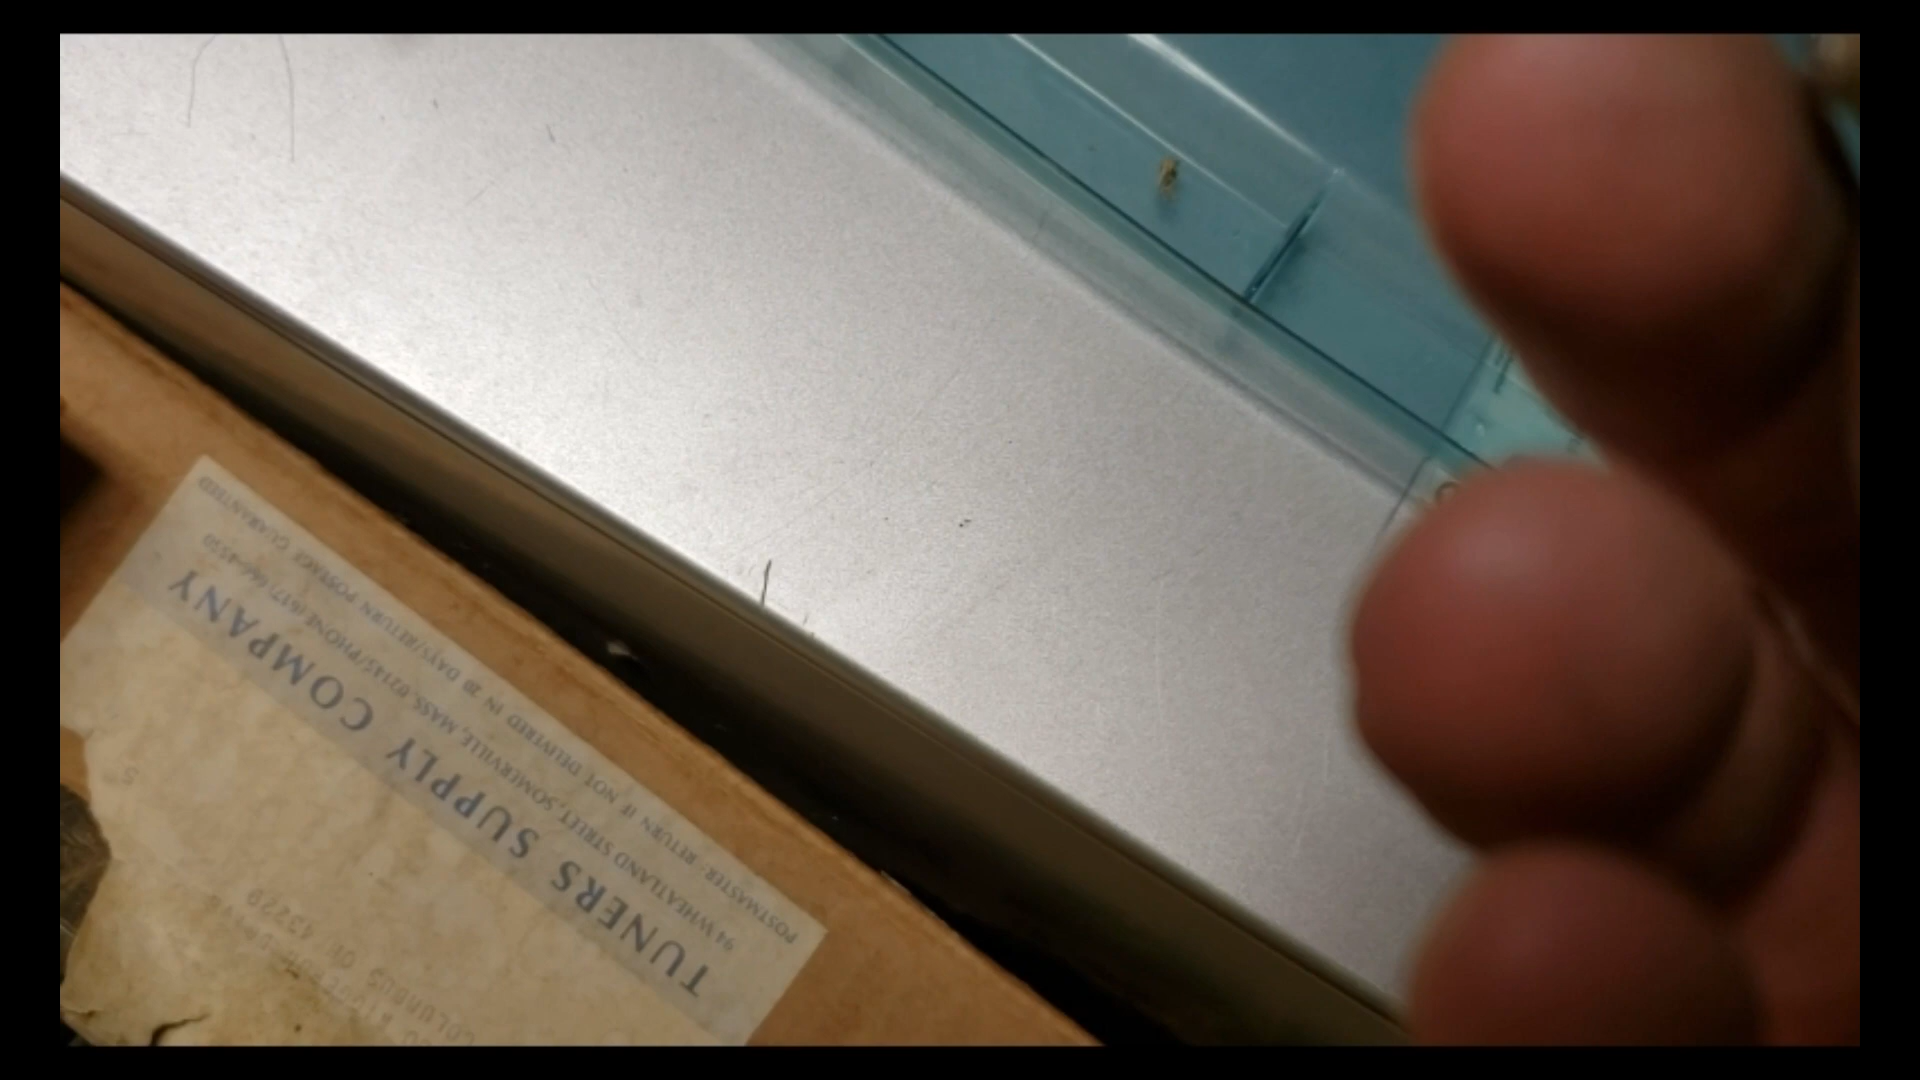 TUNERS SUPPLY COMPANY
94 WHEATLAND STREET, SOMERVILLE, MASS. 02145/PHONE (617) 666-4550
POSTMASTER: RETURN IF NOT DELIVERED IN 28 DAYS/RETURN POSTAGE GUARANTEED
COLUMBUS OH 43229